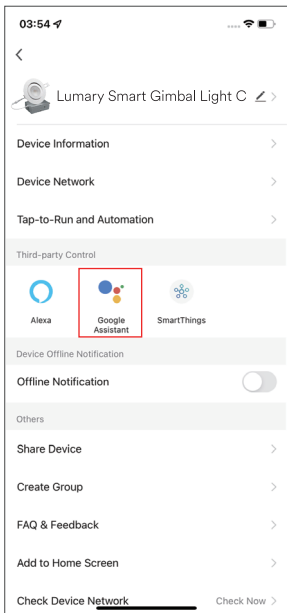 03:54
Lumary Smart Gimbal Light C
Device Information
Device Network
Tap-to-Run and Automation
Third-party Control
Alexa
Google
Assistant
SmartThings
Device Offline Notification
Offline Notification
Others
Share Device
Create Group
FAQ & Feedback
Add to Home Screen
Check Device Network Check Now